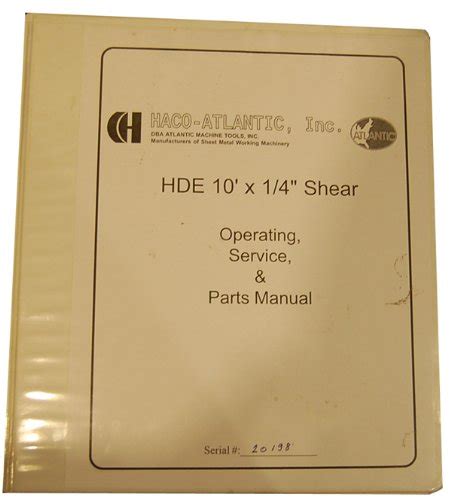 HACO-ATLANTIC, Inc.
DBA ATLANTIC MACHINE TOOLS, INC.
Manufacturers of Sheet Metal Working Machinery
ATLANTIC
HDE 10' x 1/4" Shear
Operating,
Service,
&
Parts Manual
Serial #: 20198